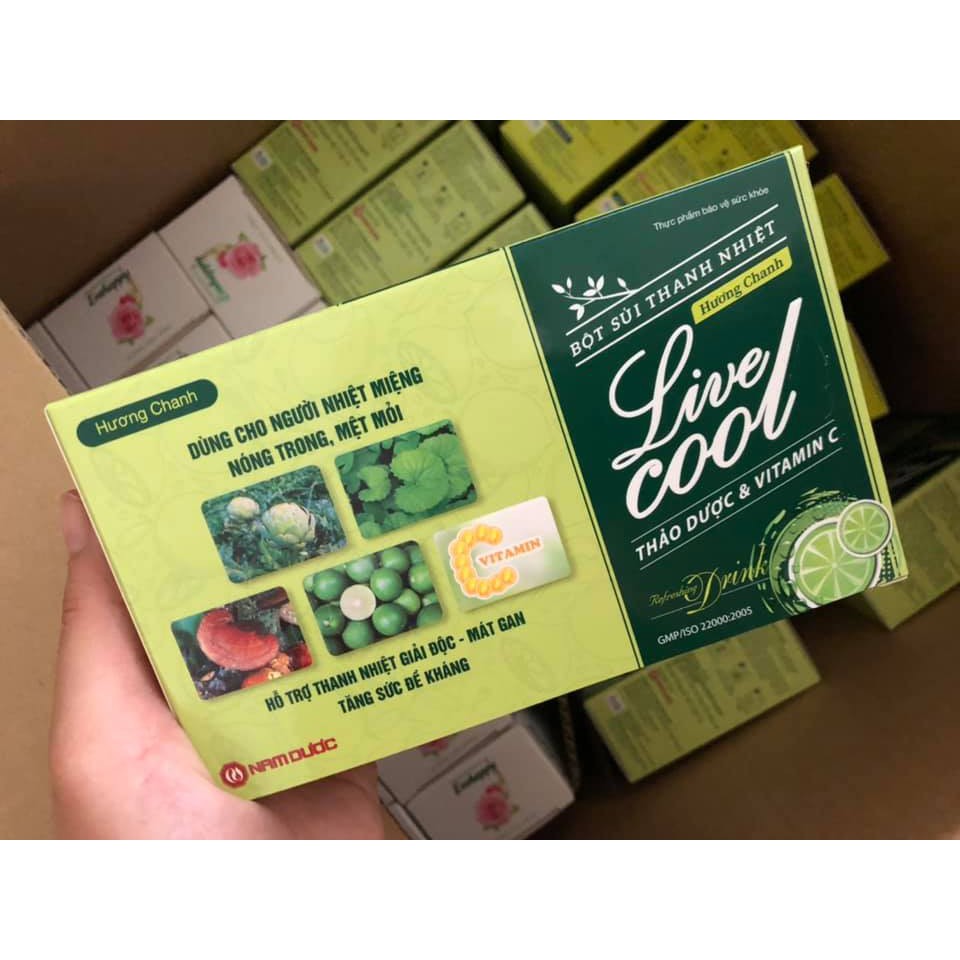 Hương Chanh
DÙNG CHO NGƯỜI NHIỆT MIỆNG
NÓNG TRONG, MỆT MỎI
C VITAMIN
HỖ TRỢ THANH NHIỆT GIẢI ĐỘC - MÁT GAN
TĂNG SỨC ĐỀ KHÁNG
NAM DƯỢC
Thực phẩm bảo vệ sức khỏe
BỘT SỦI THANH NHIỆT
Hương Chanh
Live
cool
THẢO DƯỢC & VITAMIN C
Refreshing Drink
GMP/ISO 22000:2005